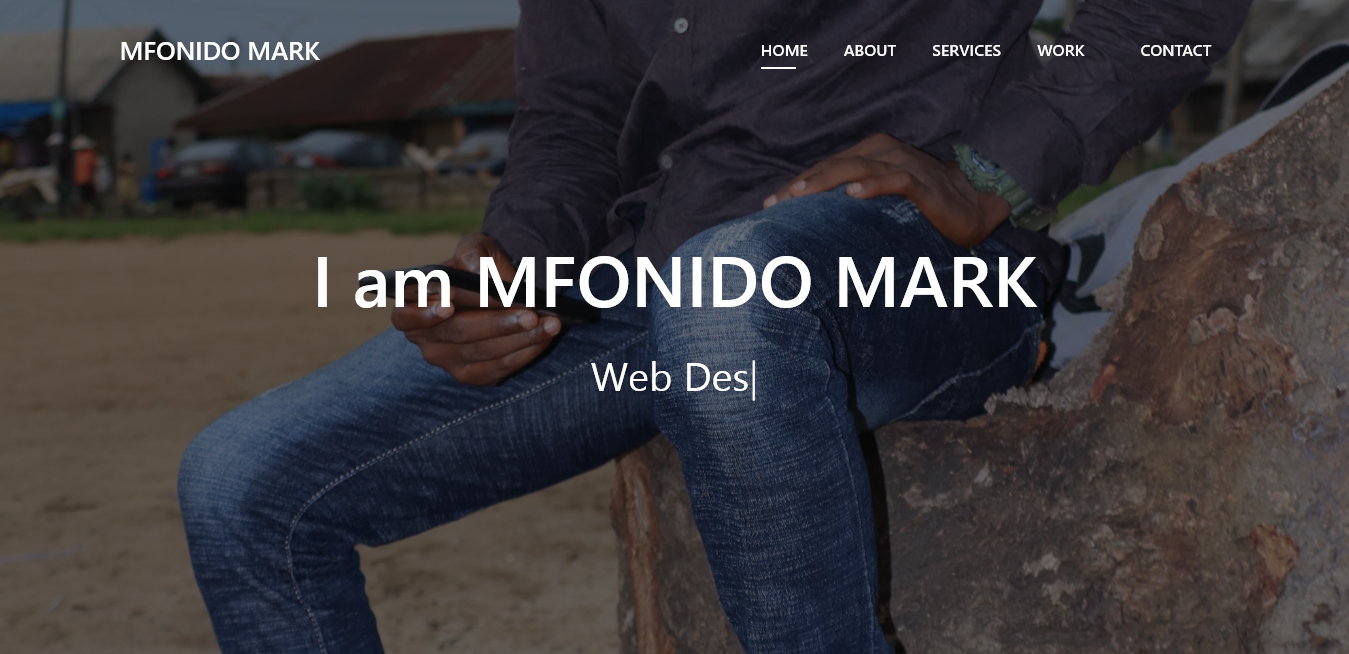 MFONIDO MARK
HOME ABOUT SERVICES WORK CONTACT
I am MFONIDO MARK
Web Des|